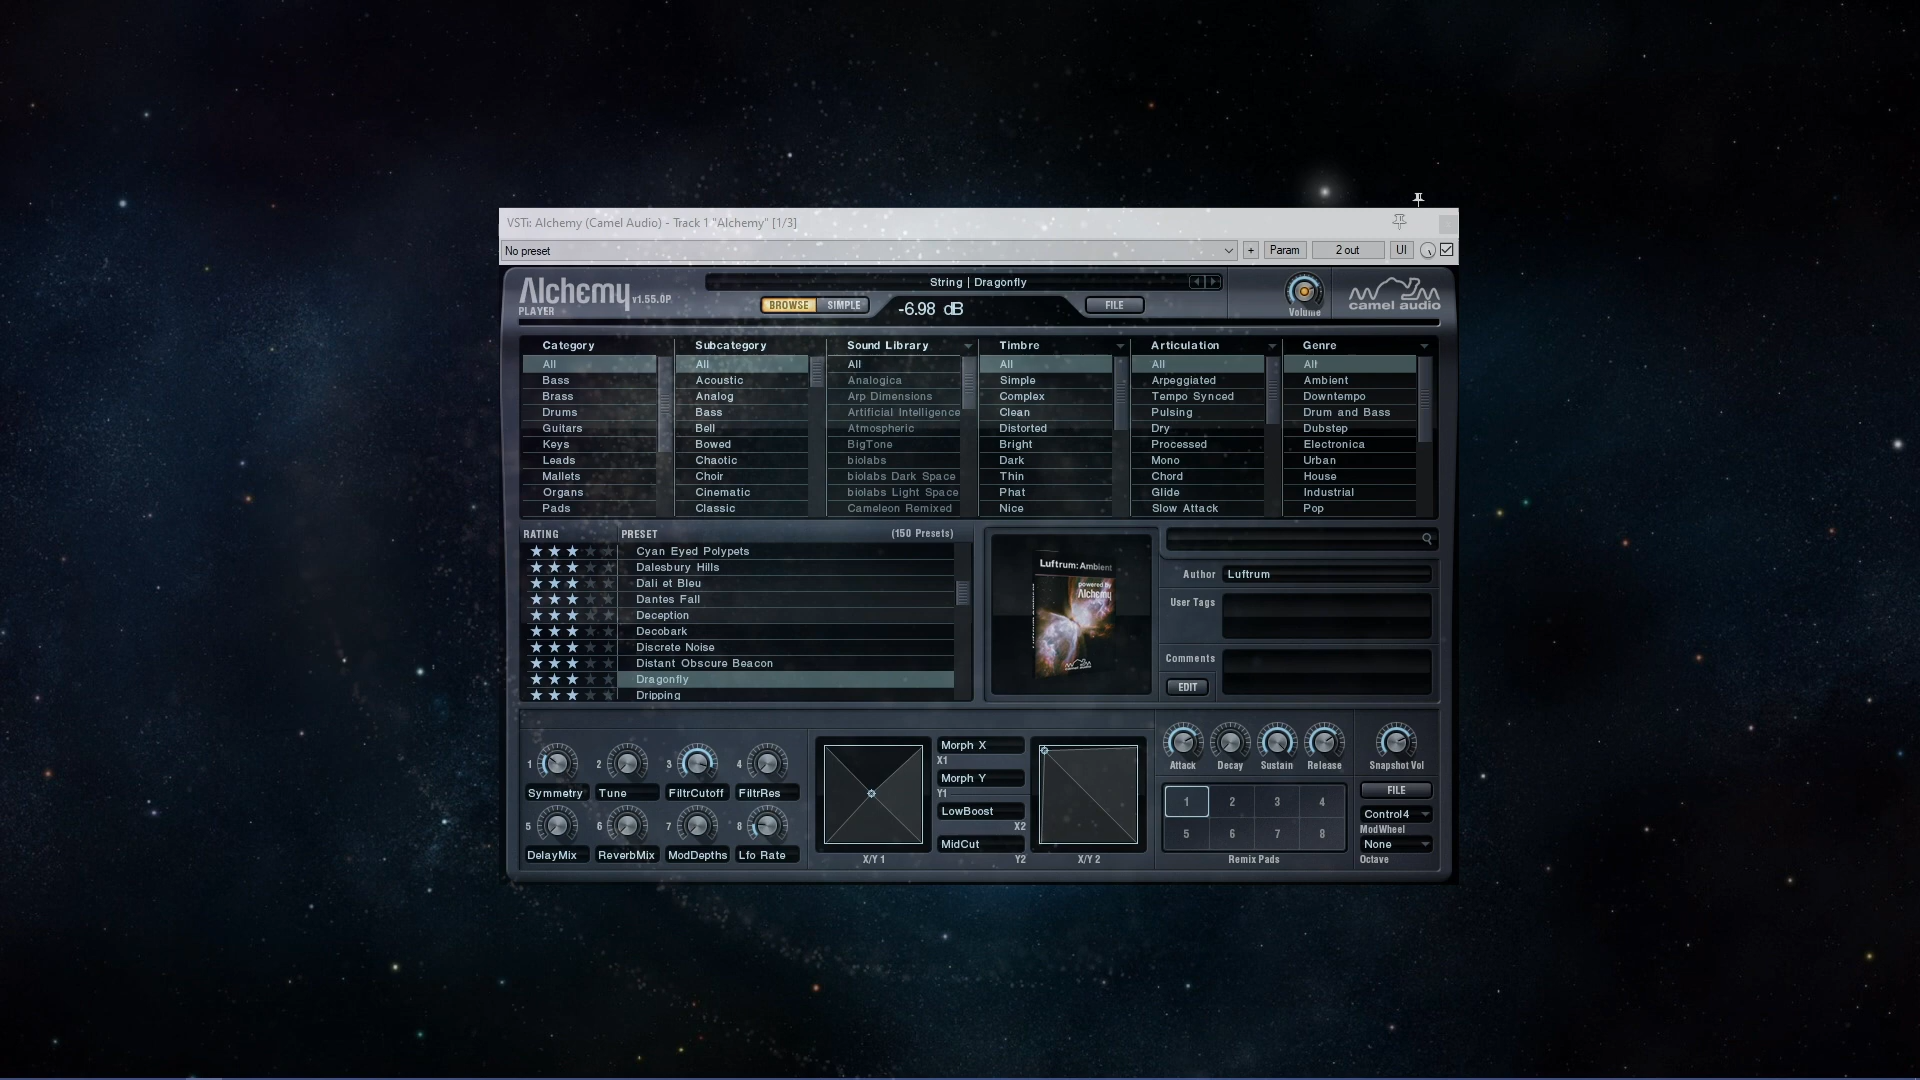 VSTi: Alchemy (Camel Audio) - Track 1 "Alchemy" [1/3]
No preset
+
Param
2 out
UI
Alchemy v1.55.0P
PLAYER
String | Dragonfly
BROWSE SIMPLE
-6.98 dB
FILE
Volume
camel audio
Category Subcategory Sound Library Timbre Articulation Genre
All All All All All All
Bass Acoustic Analogica Simple Arpeggiated Ambient
Brass Analog Arp Dimensions Complex Tempo Synced Downtempo
Drums Bass Artificial Intelligence Clean Pulsing Drum and Bass
Guitars Bell Atmospheric Distorted Dry Dubstep
Keys Bowed BigTone Bright Processed Electronica
Leads Chaotic biolabs Dark Mono Urban
Mallets Choir biolabs Dark Space Thin Chord House
Organs Cinematic biolabs Light Space Phat Glide Industrial
Pads Classic Cameleon Remixed Nice Slow Attack Pop
RATING PRESET (150 Presets)
Cyan Eyed Polypets
Dalesbury Hills
Dali et Bleu
Dantes Fall
Deception
Decobark
Discrete Noise
Distant Obscure Beacon
Dragonfly
Dripping
Luftrum: Ambient
powered by
Alchemy
Author Luftrum
User Tags
Comments
EDIT
1 2 3 4
Symmetry Tune FiltrCutoff FiltrRes
5 6 7 8
DelayMix ReverbMix ModDepths Lfo Rate
X/Y 1
Morph X
X1
Morph Y
Y1
LowBoost
X2
MidCut
Y2
X/Y 2
Attack Decay Sustain Release
1 2 3 4
5 6 7 8
Remix Pads
Snapshot Vol
FILE
Control4
ModWheel
None
Octave